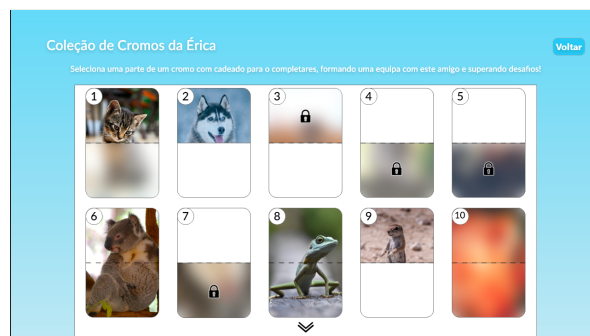 Coleção de Cromos da Érica
Voltar
Seleciona uma parte de um cromo com cadeado para o completares, formando uma equipa com este amigo e superando desafios!
1 2 3 4 5
6 7 8 9 10